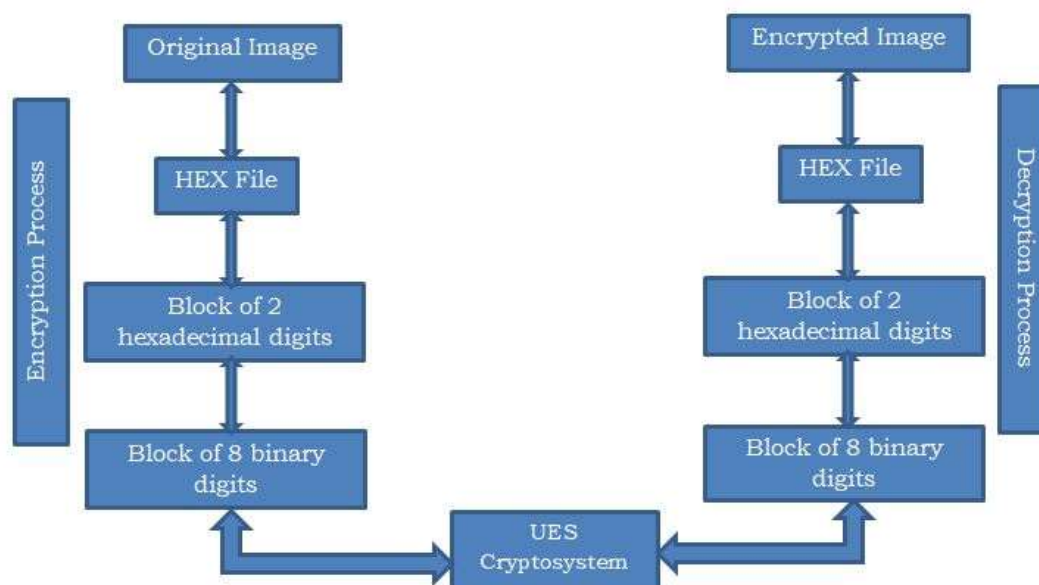 Original Image
Encrypted Image
Encryption Process
Decryption Process
HEX File
HEX File
Block of 2
hexadecimal digits
Block of 2
hexadecimal digits
Block of 8 binary
digits
Block of 8 binary
digits
UES
Cryptosystem